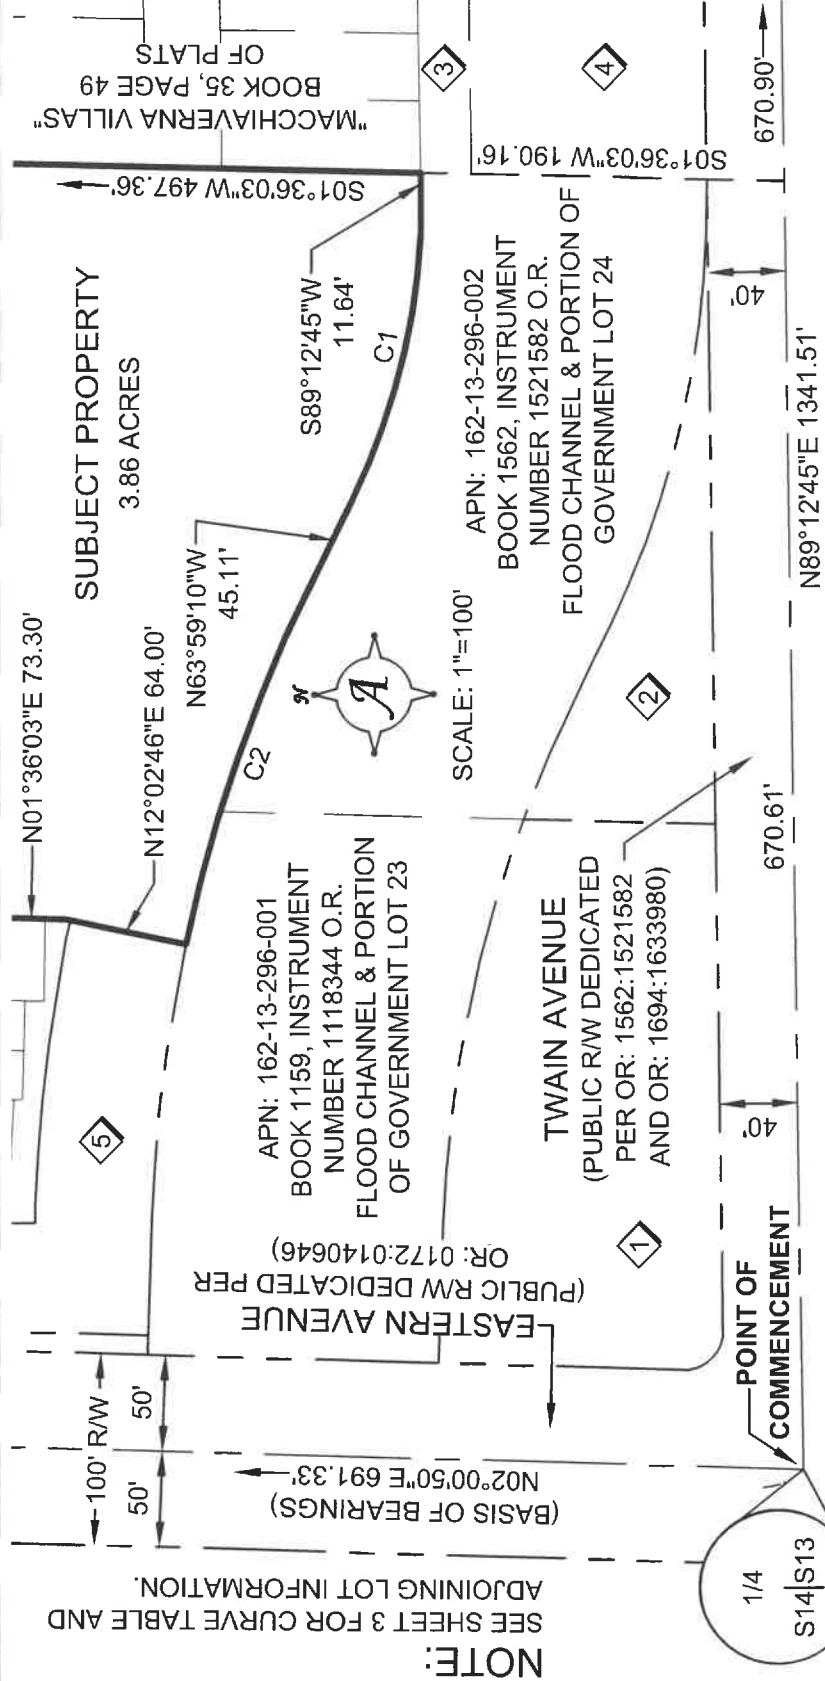 NOTE:
SEE SHEET 3 FOR CURVE TABLE AND
ADJOINING LOT INFORMATION.
1/4
S14|S13
POINT OF
COMMENCEMENT
(BASIS OF BEARINGS)
N02°00'50"E 691.33'
100' R/W
50'
50'
EASTERN AVENUE
(PUBLIC R/W DEDICATED PER
OR: 0172:0140646)
1
5
APN: 162-13-296-001
BOOK 1159, INSTRUMENT
NUMBER 1118344 O.R.
FLOOD CHANNEL & PORTION
OF GOVERNMENT LOT 23
TWAIN AVENUE
(PUBLIC R/W DEDICATED
PER OR: 1562:1521582
AND OR: 1694:1633980)
40'
670.61'
N89°12'45"E 1341.51'
670.90'
40'
2
N01°36'03"E 73.30'
N12°02'46"E 64.00'
N63°59'10"W
45.11'
C2
N
A
SCALE: 1"=100'
SUBJECT PROPERTY
3.86 ACRES
S89°12'45"W
11.64'
C1
APN: 162-13-296-002
BOOK 1562, INSTRUMENT
NUMBER 1521582 O.R.
FLOOD CHANNEL & PORTION OF
GOVERNMENT LOT 24
S01°36'03"W 497.36'
S01°36'03"W 190.16'
"MACCHIAVERNA VILLAS"
BOOK 35, PAGE 49
OF PLATS
3
4